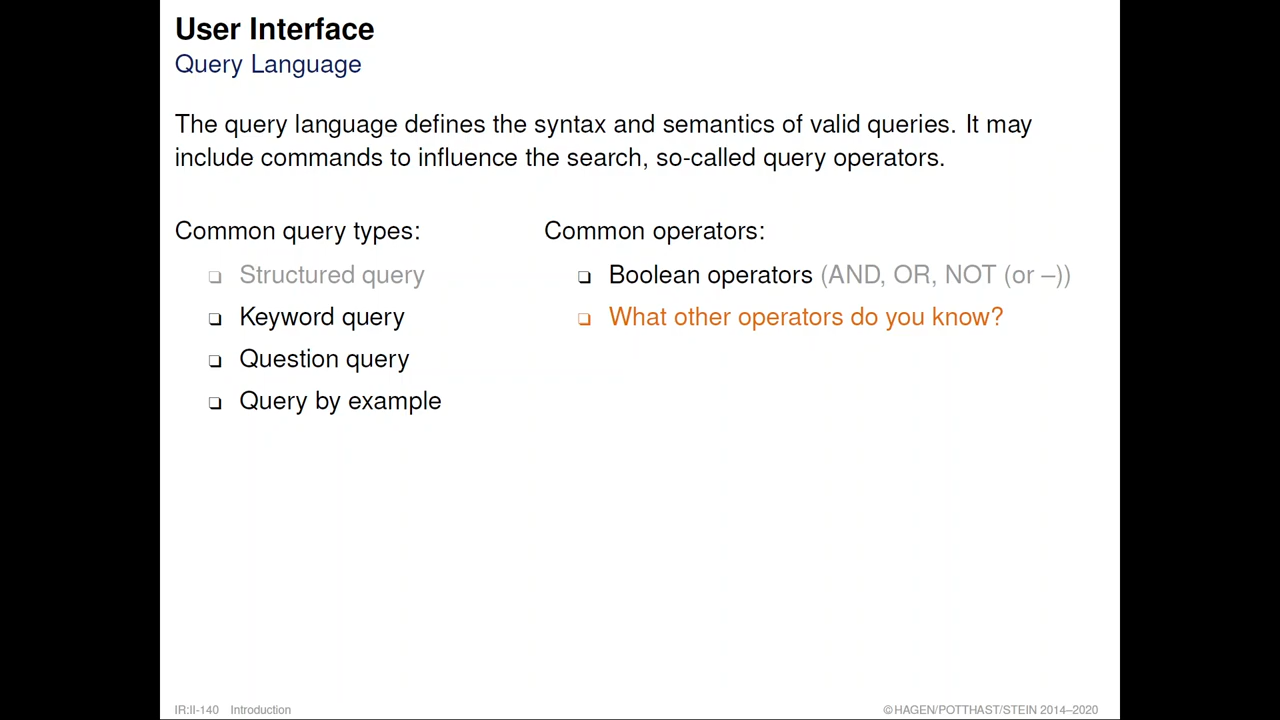 User Interface
Query Language
The query language defines the syntax and semantics of valid queries. It may
include commands to influence the search, so-called query operators.
Common query types:
❑ Structured query
❑ Keyword query
❑ Question query
❑ Query by example
Common operators:
❑ Boolean operators (AND, OR, NOT (or –))
❑ What other operators do you know?
IR:II-140 Introduction
©HAGEN/POTTHAST/STEIN 2014–2020